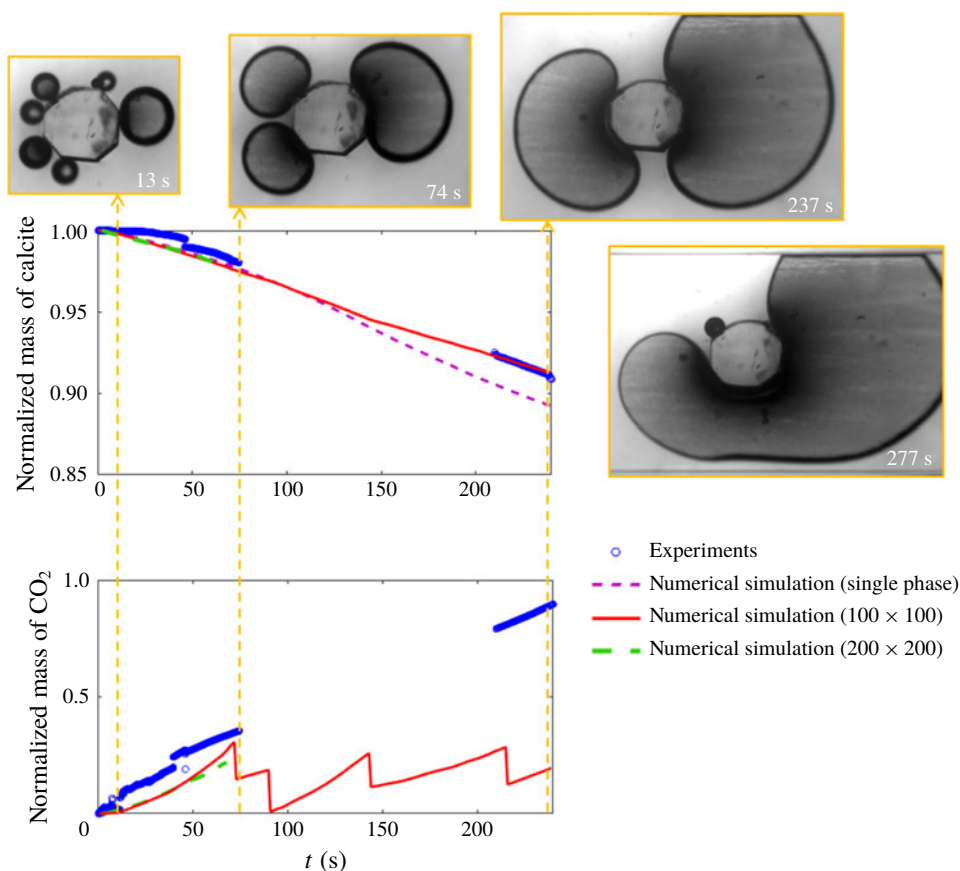 13 s
74 s
237 s
277 s
Normalized mass of calcite
1.00
0.95
0.90
0.85
0
50
100
150
200
Normalized mass of CO₂
1.0
0.5
0
50
100
150
200
t (s)
Experiments
Numerical simulation (single phase)
Numerical simulation (100 × 100)
Numerical simulation (200 × 200)